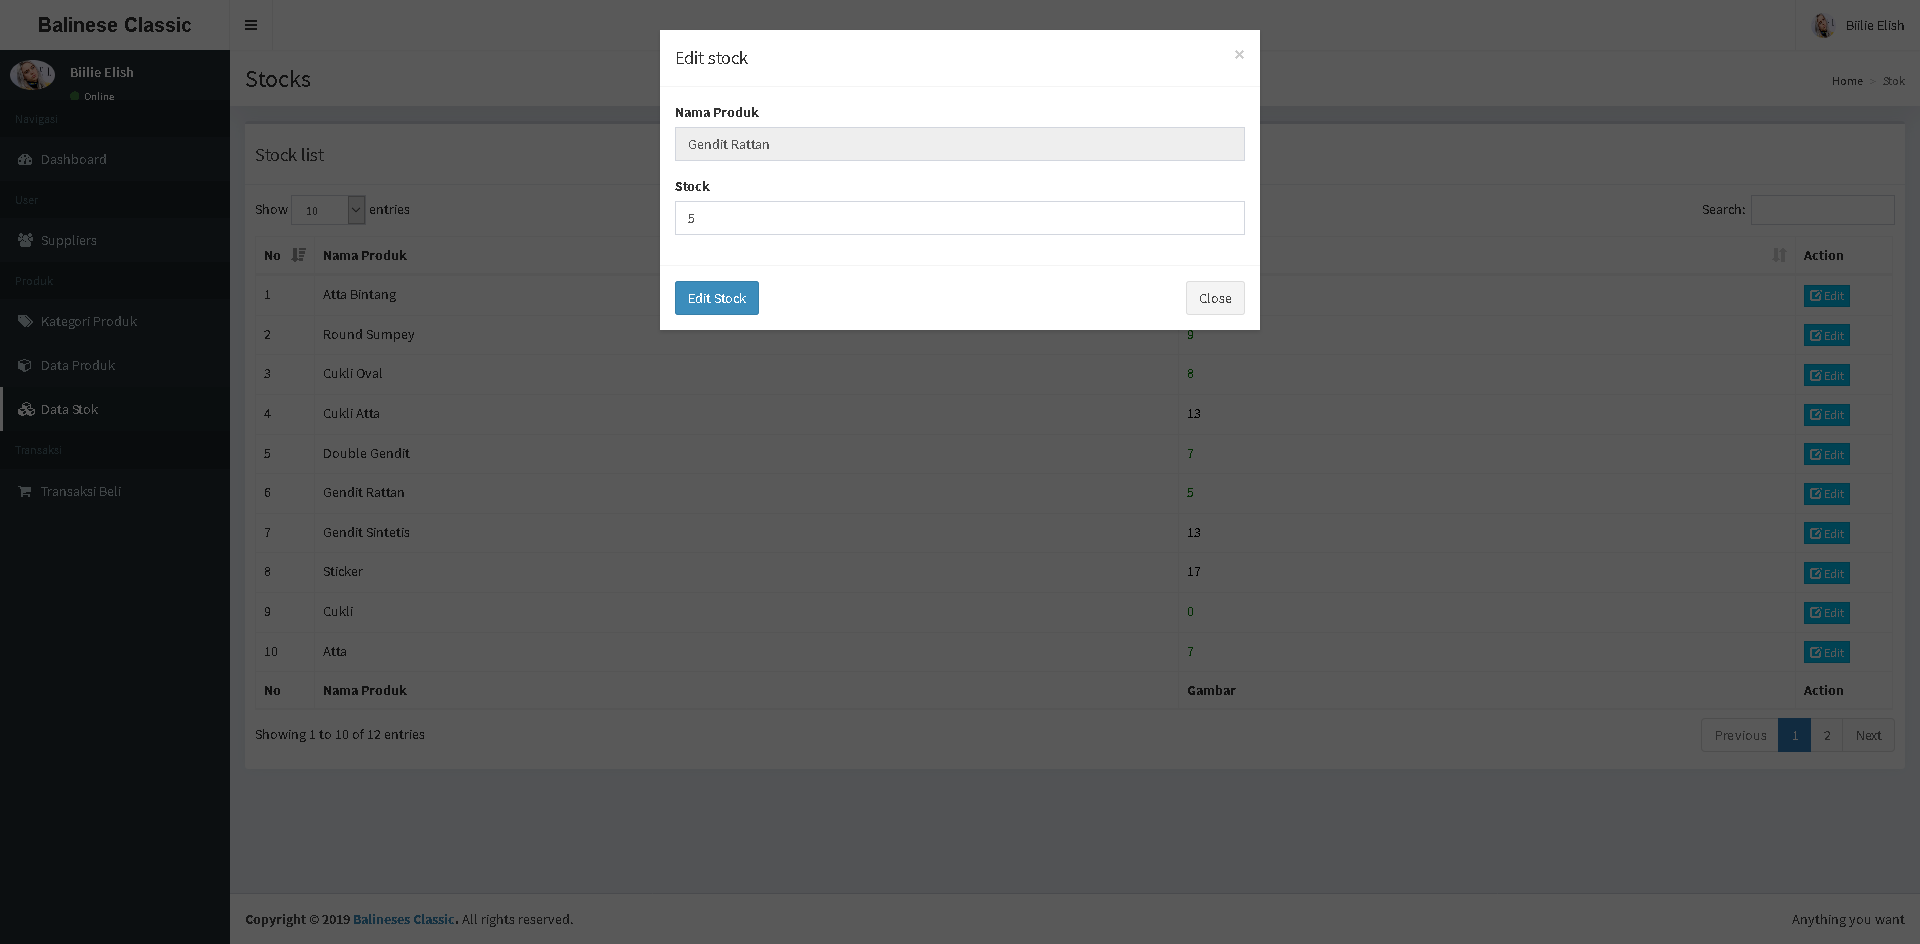 Balinese Classic
Biilie Elish
Biilie Elish
Online
Navigasi
Dashboard
User
Suppliers
Produk
Kategori Produk
Data Produk
Data Stok
Transaksi
Transaksi Beli
Stocks
Home > Stok
Edit stock ×
Nama Produk
Gendit Rattan
Stock
5
Edit Stock Close
Stock list
Show 10 entries Search:
No Nama Produk Action
1 Atta Bintang Edit
2 Round Sumpey 9 Edit
3 Cukli Oval 8 Edit
4 Cukli Atta 13 Edit
5 Double Gendit 7 Edit
6 Gendit Rattan 5 Edit
7 Gendit Sintetis 13 Edit
8 Sticker 17 Edit
9 Cukli 0 Edit
10 Atta 7 Edit
No Nama Produk Gambar Action
Showing 1 to 10 of 12 entries Previous 1 2 Next
Copyright © 2019 Balineses Classic. All rights reserved. Anything you want